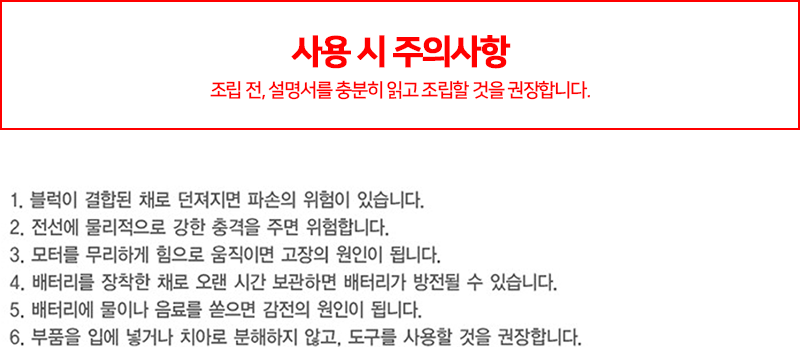 사용 시 주의사항
조립 전, 설명서를 충분히 읽고 조립할 것을 권장합니다.
1. 블럭이 결합된 채로 던져지면 파손의 위험이 있습니다.
2. 전선에 물리적으로 강한 충격을 주면 위험합니다.
3. 모터를 무리하게 힘으로 움직이면 고장의 원인이 됩니다.
4. 배터리를 장착한 채로 오랜 시간 보관하면 배터리가 방전될 수 있습니다.
5. 배터리에 물이나 음료를 쏟으면 감전의 원인이 됩니다.
6. 부품을 입에 넣거나 치아로 분해하지 않고, 도구를 사용할 것을 권장합니다.